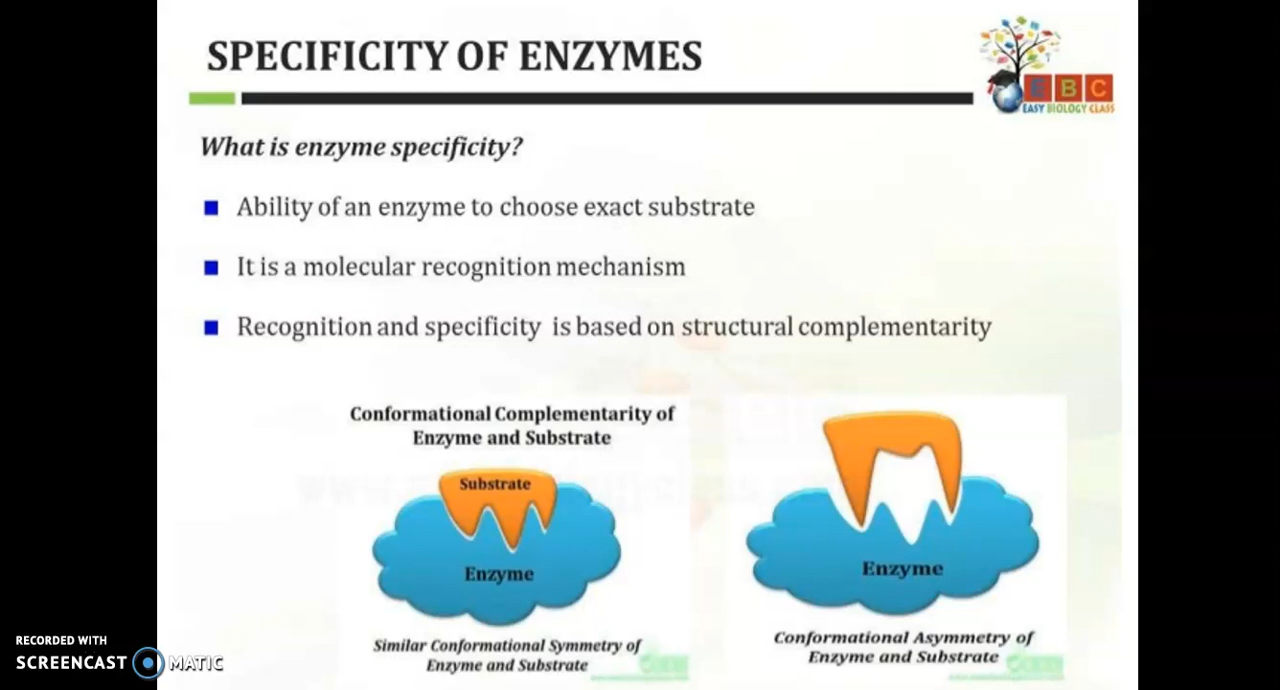 SPECIFICITY OF ENZYMES
E B C
EASY BIOLOGY CLASS
What is enzyme specificity?
Ability of an enzyme to choose exact substrate
It is a molecular recognition mechanism
Recognition and specificity is based on structural complementarity
Conformational Complementarity of
Enzyme and Substrate
Substrate
Enzyme
Similar Conformational Symmetry of
Enzyme and Substrate
Enzyme
Conformational Asymmetry of
Enzyme and Substrate
RECORDED WITH
SCREENCAST MATIC